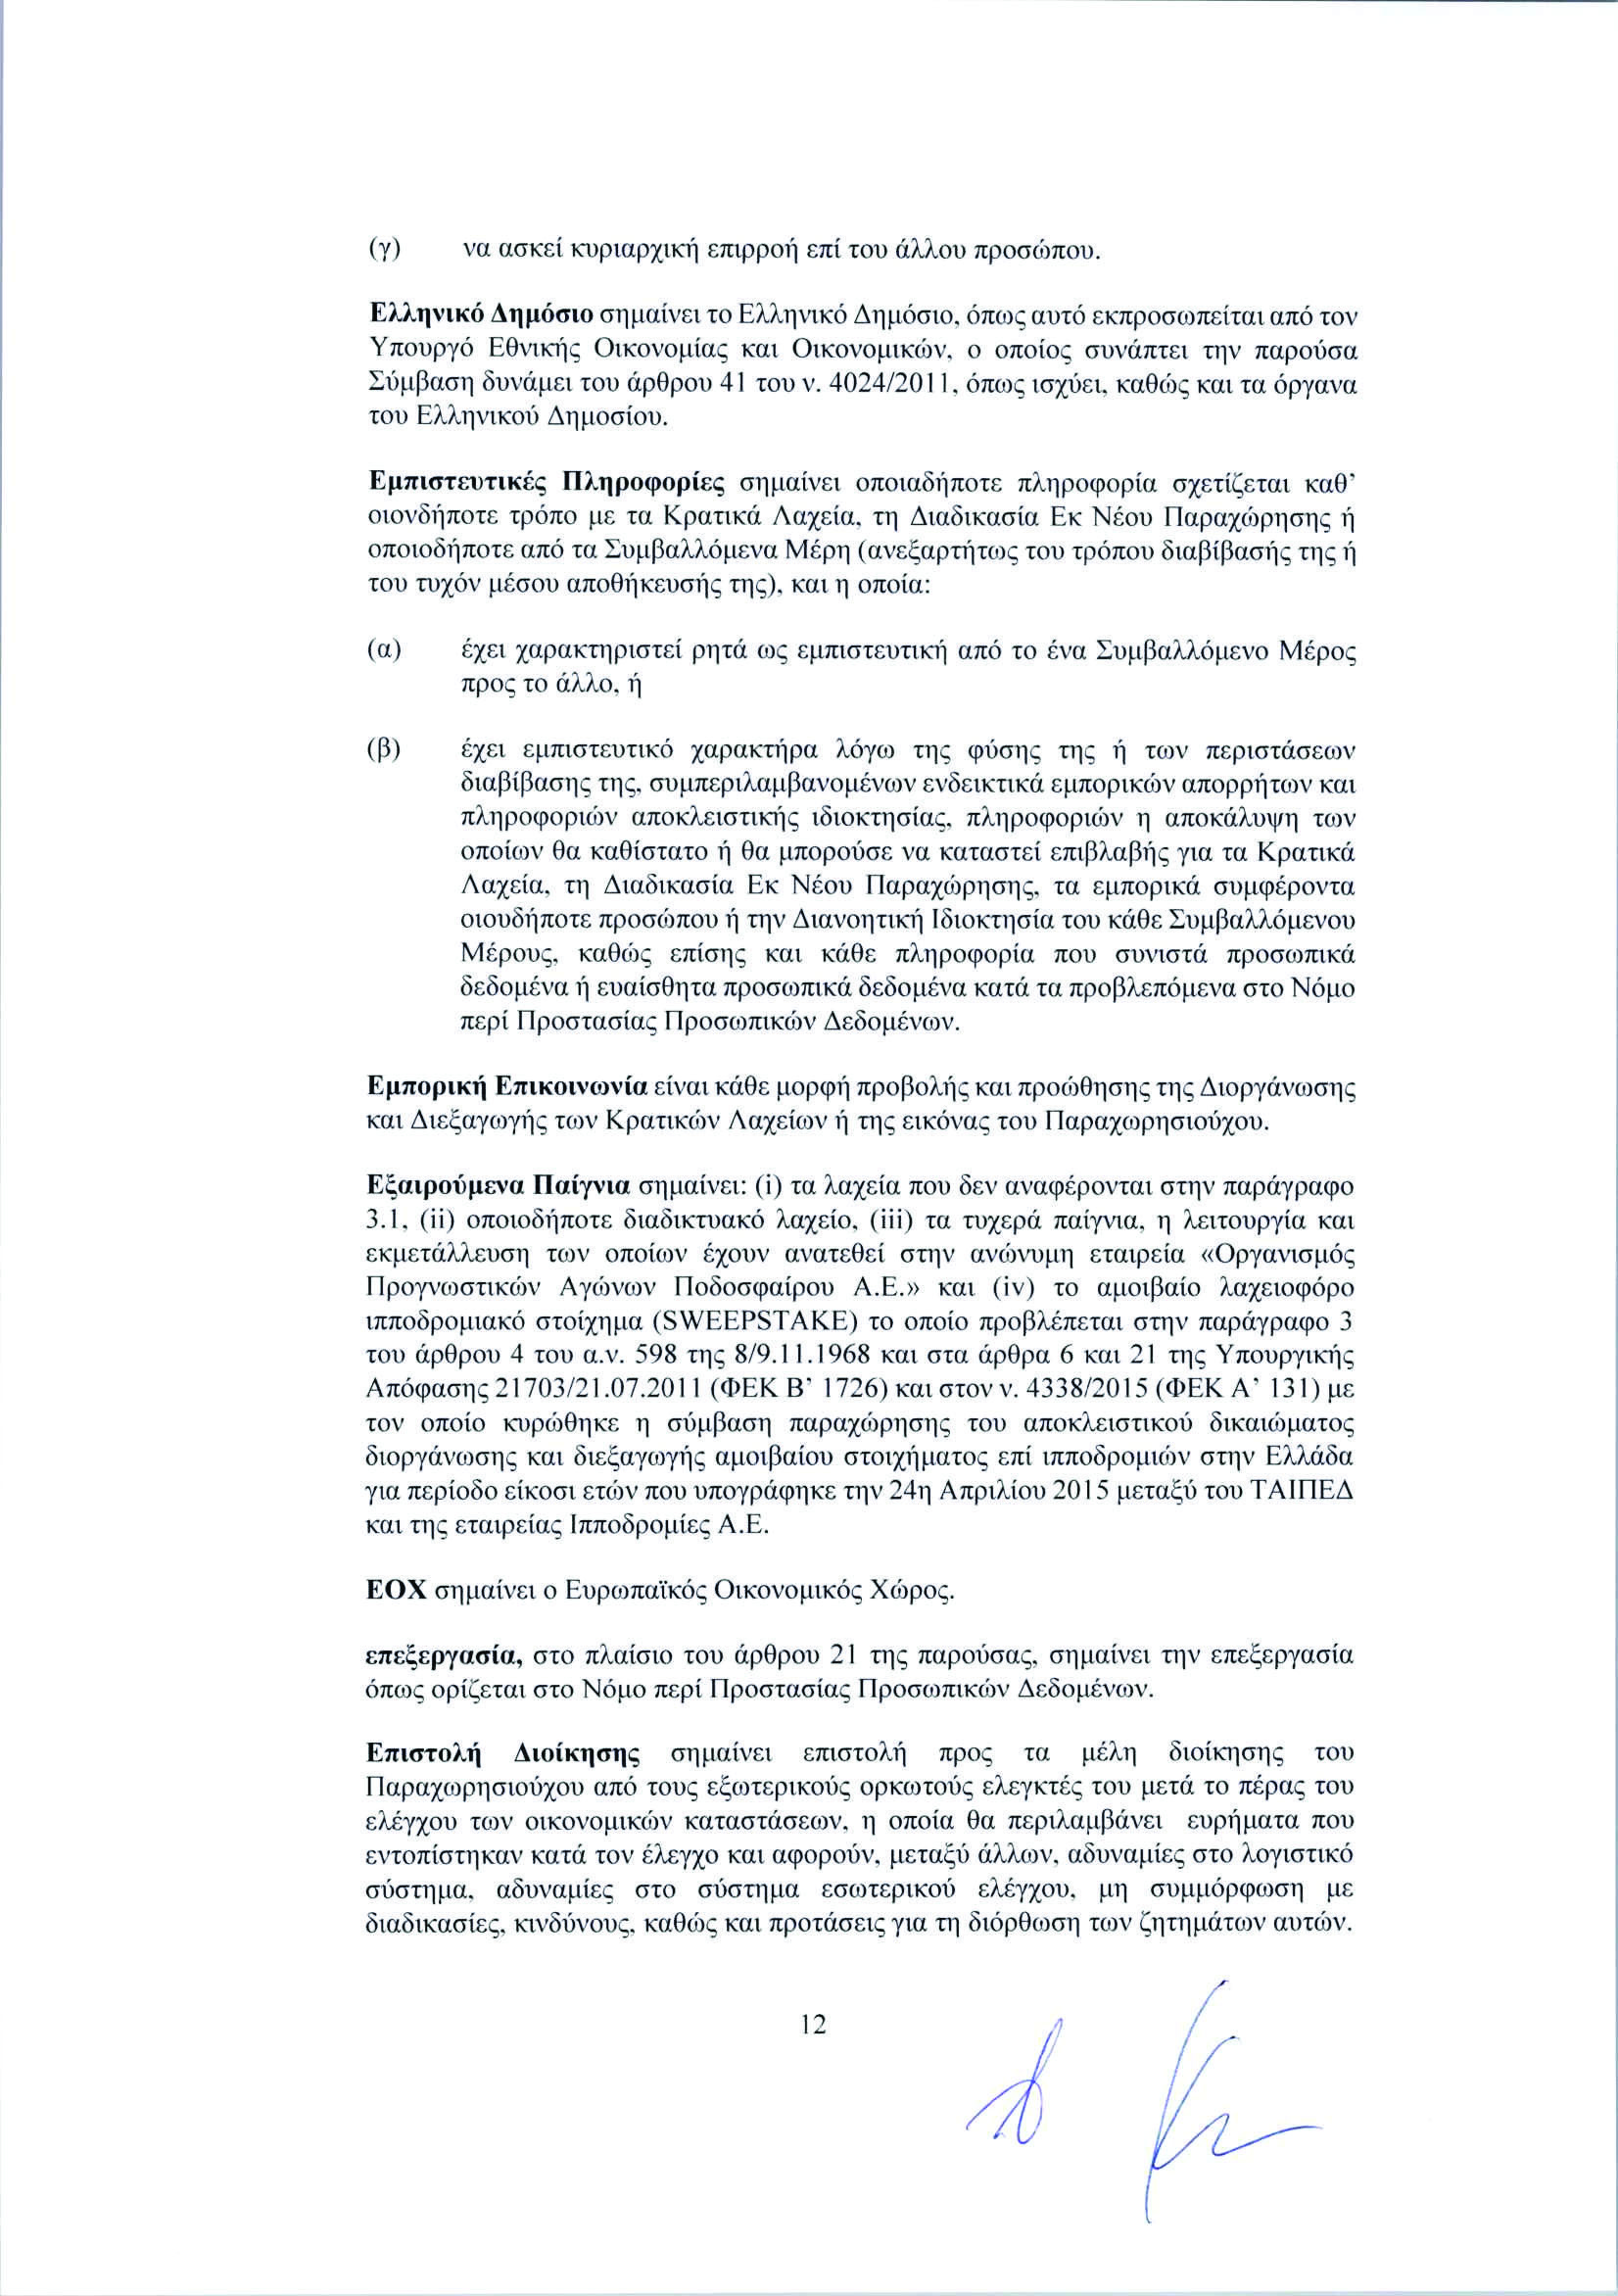 (γ) να ασκεί κυριαρχική επιρροή επί του άλλου προσώπου.
Ελληνικό Δημόσιο σημαίνει το Ελληνικό Δημόσιο, όπως αυτό εκπροσωπείται από τον
Υπουργό Εθνικής Οικονομίας και Οικονομικών, ο οποίος συνάπτει την παρούσα
Σύμβαση δυνάμει του άρθρου 41 του ν. 4024/2011, όπως ισχύει, καθώς και τα όργανα
του Ελληνικού Δημοσίου.
Εμπιστευτικές Πληροφορίες σημαίνει οποιαδήποτε πληροφορία σχετίζεται καθ’
οιονδήποτε τρόπο με τα Κρατικά Λαχεία, τη Διαδικασία Εκ Νέου Παραχώρησης ή
οποιοδήποτε από τα Συμβαλλόμενα Μέρη (ανεξαρτήτως του τρόπου διαβίβασής της ή
του τυχόν μέσου αποθήκευσής της), και η οποία:
(α) έχει χαρακτηριστεί ρητά ως εμπιστευτική από το ένα Συμβαλλόμενο Μέρος
προς το άλλο, ή
(β) έχει εμπιστευτικό χαρακτήρα λόγω της φύσης της ή των περιστάσεων
διαβίβασης της, συμπεριλαμβανομένων ενδεικτικά εμπορικών απορρήτων και
πληροφοριών αποκλειστικής ιδιοκτησίας, πληροφοριών η αποκάλυψη των
οποίων θα καθίστατο ή θα μπορούσε να καταστεί επιβλαβής για τα Κρατικά
Λαχεία, τη Διαδικασία Εκ Νέου Παραχώρησης, τα εμπορικά συμφέροντα
οιουδήποτε προσώπου ή την Διανοητική Ιδιοκτησία του κάθε Συμβαλλόμενου
Μέρους, καθώς επίσης και κάθε πληροφορία που συνιστά προσωπικά
δεδομένα ή ευαίσθητα προσωπικά δεδομένα κατά τα προβλεπόμενα στο Νόμο
περί Προστασίας Προσωπικών Δεδομένων.
Εμπορική Επικοινωνία είναι κάθε μορφή προβολής και προώθησης της Διοργάνωσης
και Διεξαγωγής των Κρατικών Λαχείων ή της εικόνας του Παραχωρησιούχου.
Εξαιρούμενα Παίγνια σημαίνει: (i) τα λαχεία που δεν αναφέρονται στην παράγραφο
3.1, (ii) οποιοδήποτε διαδικτυακό λαχείο, (iii) τα τυχερά παίγνια, η λειτουργία και
εκμετάλλευση των οποίων έχουν ανατεθεί στην ανώνυμη εταιρεία «Οργανισμός
Προγνωστικών Αγώνων Ποδοσφαίρου Α.Ε.» και (iv) το αμοιβαίο λαχειοφόρο
ιπποδρομιακό στοίχημα (SWEEPSTAKE) το οποίο προβλέπεται στην παράγραφο 3
του άρθρου 4 του α.ν. 598 της 8/9.11.1968 και στα άρθρα 6 και 21 της Υπουργικής
Απόφασης 21703/21.07.2011 (ΦΕΚ Β’ 1726) και στον ν. 4338/2015 (ΦΕΚ Α’ 131) με
τον οποίο κυρώθηκε η σύμβαση παραχώρησης του αποκλειστικού δικαιώματος
διοργάνωσης και διεξαγωγής αμοιβαίου στοιχήματος επί ιπποδρομιών στην Ελλάδα
για περίοδο είκοσι ετών που υπογράφηκε την 24η Απριλίου 2015 μεταξύ του ΤΑΙΠΕΔ
και της εταιρείας Ιπποδρομίες Α.Ε.
ΕΟΧ σημαίνει ο Ευρωπαϊκός Οικονομικός Χώρος.
επεξεργασία, στο πλαίσιο του άρθρου 21 της παρούσας, σημαίνει την επεξεργασία
όπως ορίζεται στο Νόμο περί Προστασίας Προσωπικών Δεδομένων.
Επιστολή Διοίκησης σημαίνει επιστολή προς τα μέλη διοίκησης του
Παραχωρησιούχου από τους εξωτερικούς ορκωτούς ελεγκτές του μετά το πέρας του
ελέγχου των οικονομικών καταστάσεων, η οποία θα περιλαμβάνει ευρήματα που
εντοπίστηκαν κατά τον έλεγχο και αφορούν, μεταξύ άλλων, αδυναμίες στο λογιστικό
σύστημα, αδυναμίες στο σύστημα εσωτερικού ελέγχου, μη συμμόρφωση με
διαδικασίες, κινδύνους, καθώς και προτάσεις για τη διόρθωση των ζητημάτων αυτών.
12